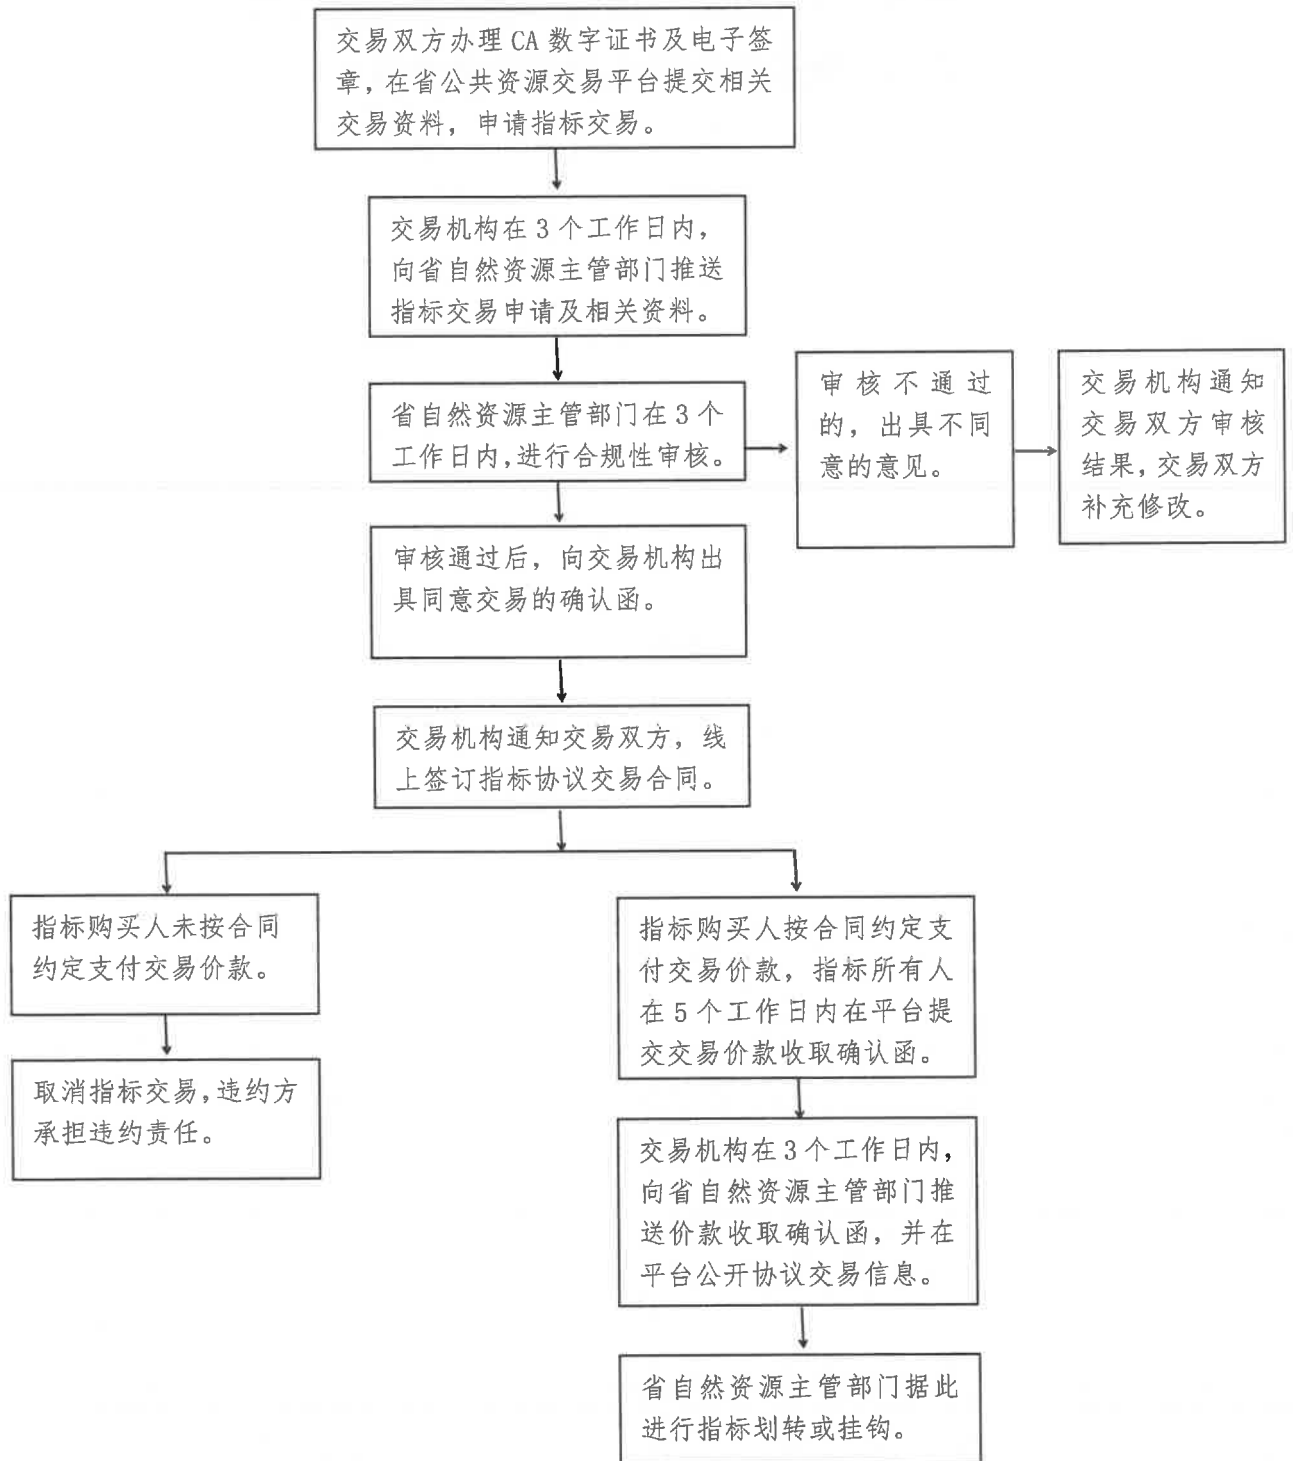 交易双方办理 CA 数字证书及电子签
章，在省公共资源交易平台提交相关
交易资料，申请指标交易。
交易机构在 3 个工作日内，
向省自然资源主管部门推送
指标交易申请及相关资料。
省自然资源主管部门在 3 个
工作日内，进行合规性审核。
审核不通过
的，出具不同
意的意见。
交易机构通知
交易双方审核
结果，交易双方
补充修改。
审核通过后，向交易机构出
具同意交易的确认函。
交易机构通知交易双方，线
上签订指标协议交易合同。
指标购买人未按合同
约定支付交易价款。
取消指标交易，违约方
承担违约责任。
指标购买人按合同约定支
付交易价款，指标所有人
在 5 个工作日内在平台提
交交易价款收取确认函。
交易机构在 3 个工作日内，
向省自然资源主管部门推
送价款收取确认函，并在
平台公开协议交易信息。
省自然资源主管部门据此
进行指标划转或挂钩。